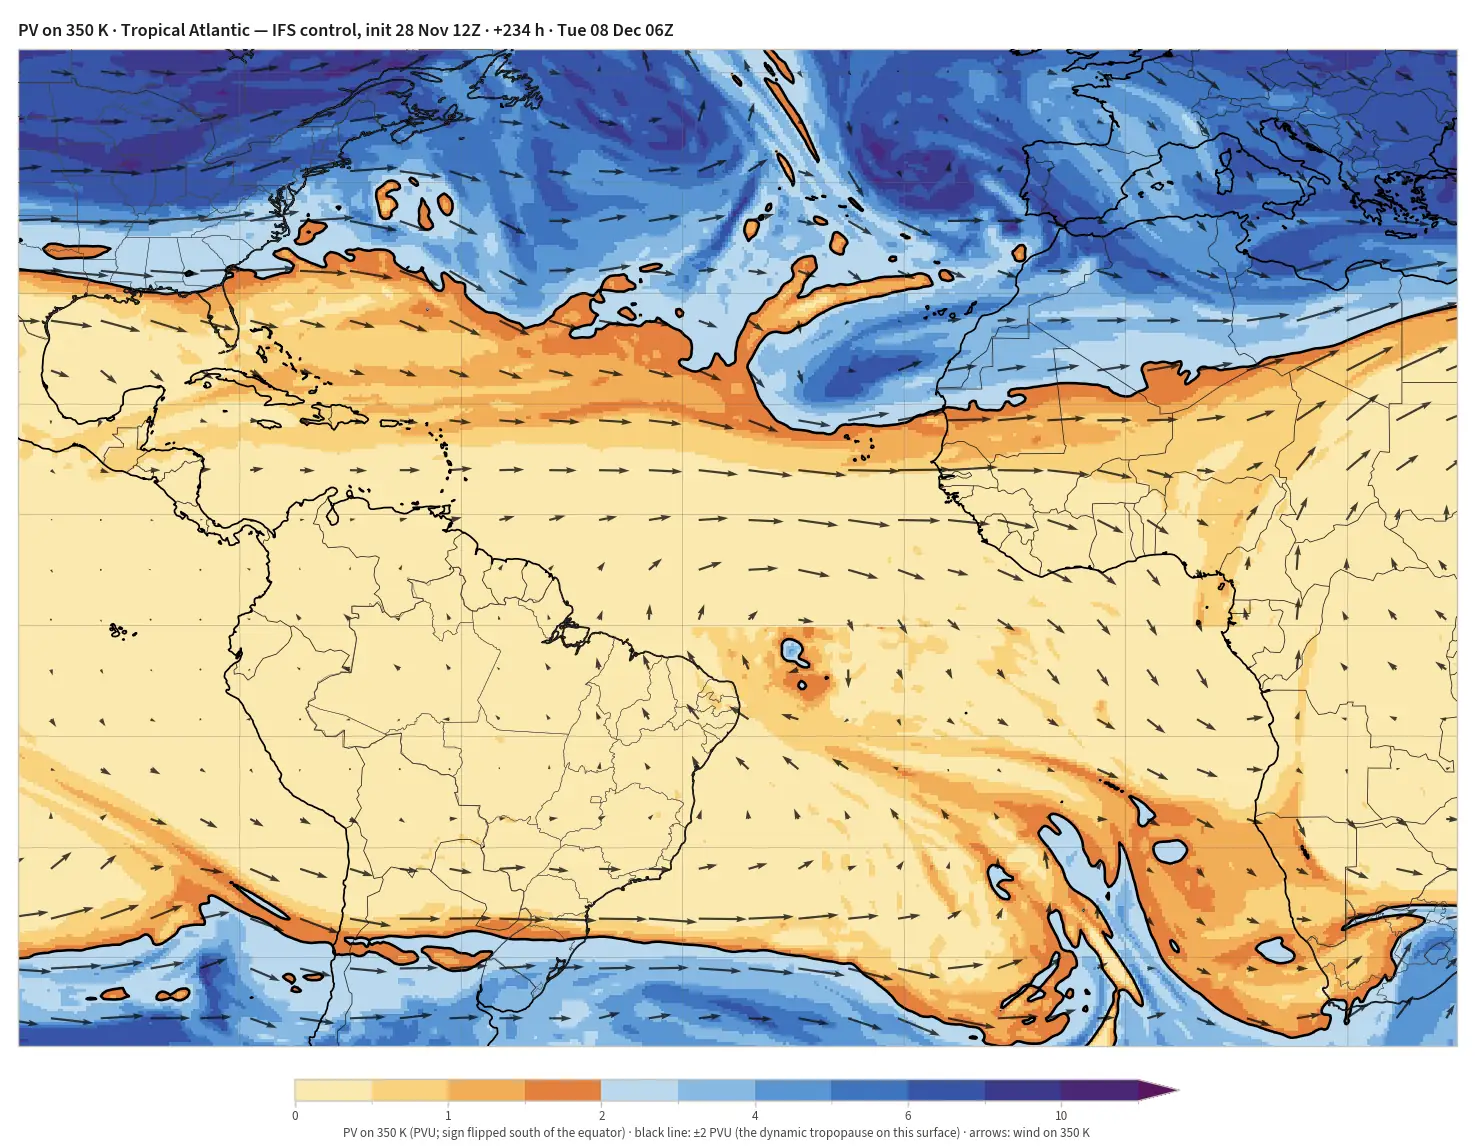 PV on 350 K · Tropical Atlantic — IFS control, init 28 Nov 12Z · +234 h · Tue 08 Dec 06Z
0 1 2 4 6 10
PV on 350 K (PVU; sign flipped south of the equator) · black line: ±2 PVU (the dynamic tropopause on this surface) · arrows: wind on 350 K